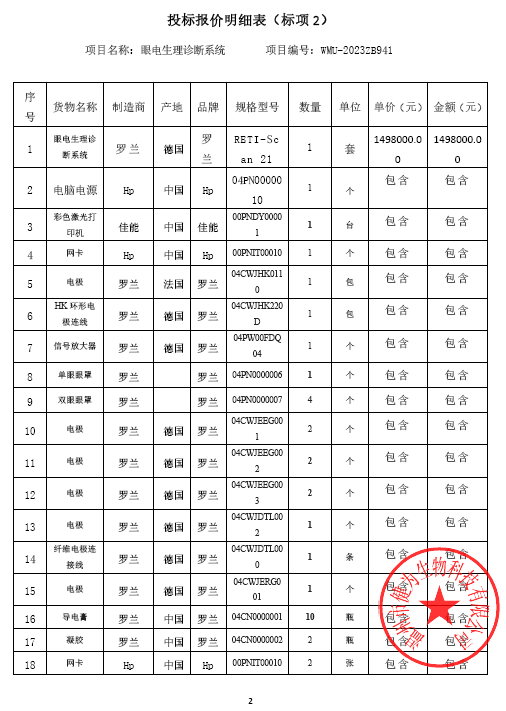 投标报价明细表（标项 2）
项目名称：眼电生理诊断系统 项目编号：WMU-2023ZB941
序号 货物名称 制造商 产地 品牌 规格型号 数量 单位 单价（元） 金额（元）
1 眼电生理诊断系统 罗兰 德国 罗兰 RETI-Scan 21 1 套 1498000.00 1498000.00
2 电脑电源 Hp 中国 Hp 04PN0000010 1 个 包含 包含
3 彩色激光打印机 佳能 中国 佳能 00PNDY00001 1 台 包含 包含
4 网卡 Hp 中国 Hp 00PNIT00010 1 个 包含 包含
5 电极 罗兰 法国 罗兰 04CWJHK0110 1 包 包含 包含
6 HK 环形电极连线 罗兰 德国 罗兰 04CWJHK220D 1 包 包含 包含
7 信号放大器 罗兰 德国 罗兰 04PW00FDQ04 1 个 包含 包含
8 单眼眼罩 罗兰 罗兰 04PN0000006 1 个 包含 包含
9 双眼眼罩 罗兰 罗兰 04PN0000007 4 个 包含 包含
10 电极 罗兰 德国 罗兰 04CWJEEG001 2 个 包含 包含
11 电极 罗兰 德国 罗兰 04CWJEEG002 2 个 包含 包含
12 电极 罗兰 德国 罗兰 04CWJEEG003 2 个 包含 包含
13 电极 罗兰 德国 罗兰 04CWJDTL002 1 个 包含 包含
14 纤维电极连接线 罗兰 德国 罗兰 04CWJDTL000 1 条 包含 包含
15 电极 罗兰 德国 罗兰 04CWJERG001 1 个 包含 包含
16 导电膏 罗兰 中国 罗兰 04CN0000001 10 瓶 包含 包含
17 凝胶 罗兰 中国 罗兰 04CN0000002 2 瓶 包含 包含
18 网卡 Hp 中国 Hp 00PNIT00010 2 张 包含 包含
温州健为生物科技有限公司
2